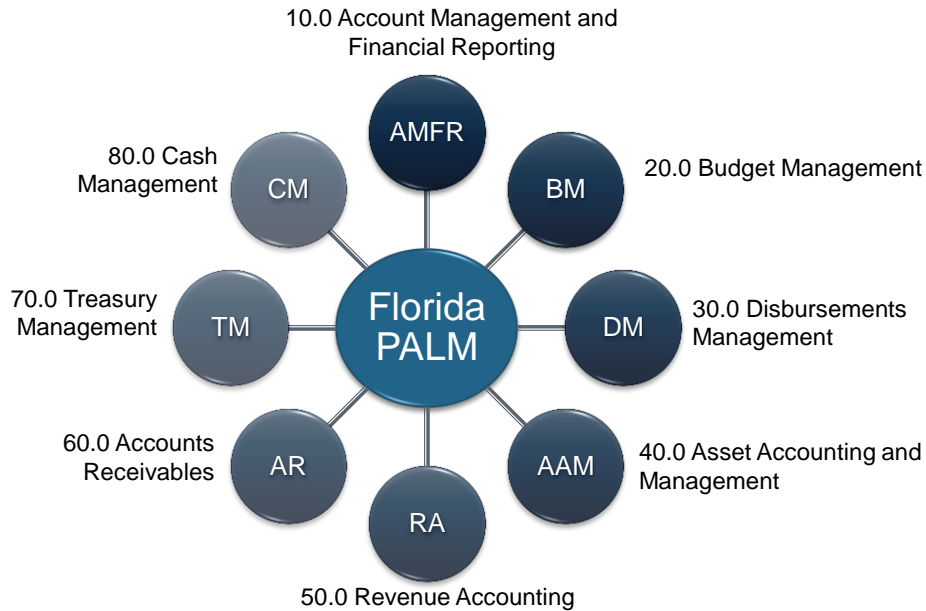 10.0 Account Management and
Financial Reporting
AMFR
80.0 Cash
Management
CM
BM
20.0 Budget Management
70.0 Treasury
Management
TM
Florida
PALM
DM
30.0 Disbursements
Management
60.0 Accounts
Receivables
AR
AAM
40.0 Asset Accounting and
Management
RA
50.0 Revenue Accounting